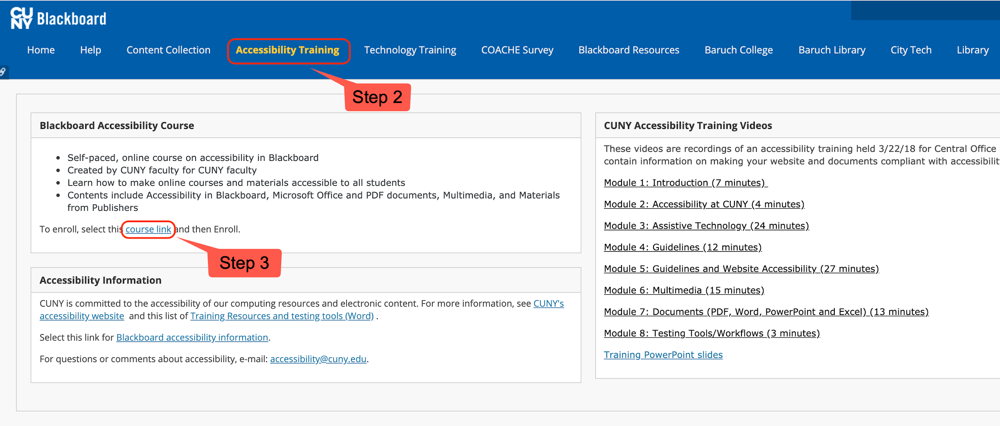 CU
NY Blackboard
Home Help Content Collection Accessibility Training Technology Training COACHE Survey Blackboard Resources Baruch College Baruch Library City Tech Library
Step 2
Blackboard Accessibility Course
Self-paced, online course on accessibility in Blackboard
Created by CUNY faculty for CUNY faculty
Learn how to make online courses and materials accessible to all students
Contents include Accessibility in Blackboard, Microsoft Office and PDF documents, Multimedia, and Materials
from Publishers
To enroll, select this course link and then Enroll.
Step 3
Accessibility Information
CUNY is committed to the accessibility of our computing resources and electronic content. For more information, see CUNY's
accessibility website and this list of Training Resources and testing tools (Word) .
Select this link for Blackboard accessibility information.
For questions or comments about accessibility, e-mail: accessibility@cuny.edu.
CUNY Accessibility Training Videos
These videos are recordings of an accessibility training held 3/22/18 for Central Office
contain information on making your website and documents compliant with accessibilit
Module 1: Introduction (7 minutes)
Module 2: Accessibility at CUNY (4 minutes)
Module 3: Assistive Technology (24 minutes)
Module 4: Guidelines (12 minutes)
Module 5: Guidelines and Website Accessibility (27 minutes)
Module 6: Multimedia (15 minutes)
Module 7: Documents (PDF, Word, PowerPoint and Excel) (13 minutes)
Module 8: Testing Tools/Workflows (3 minutes)
Training PowerPoint slides